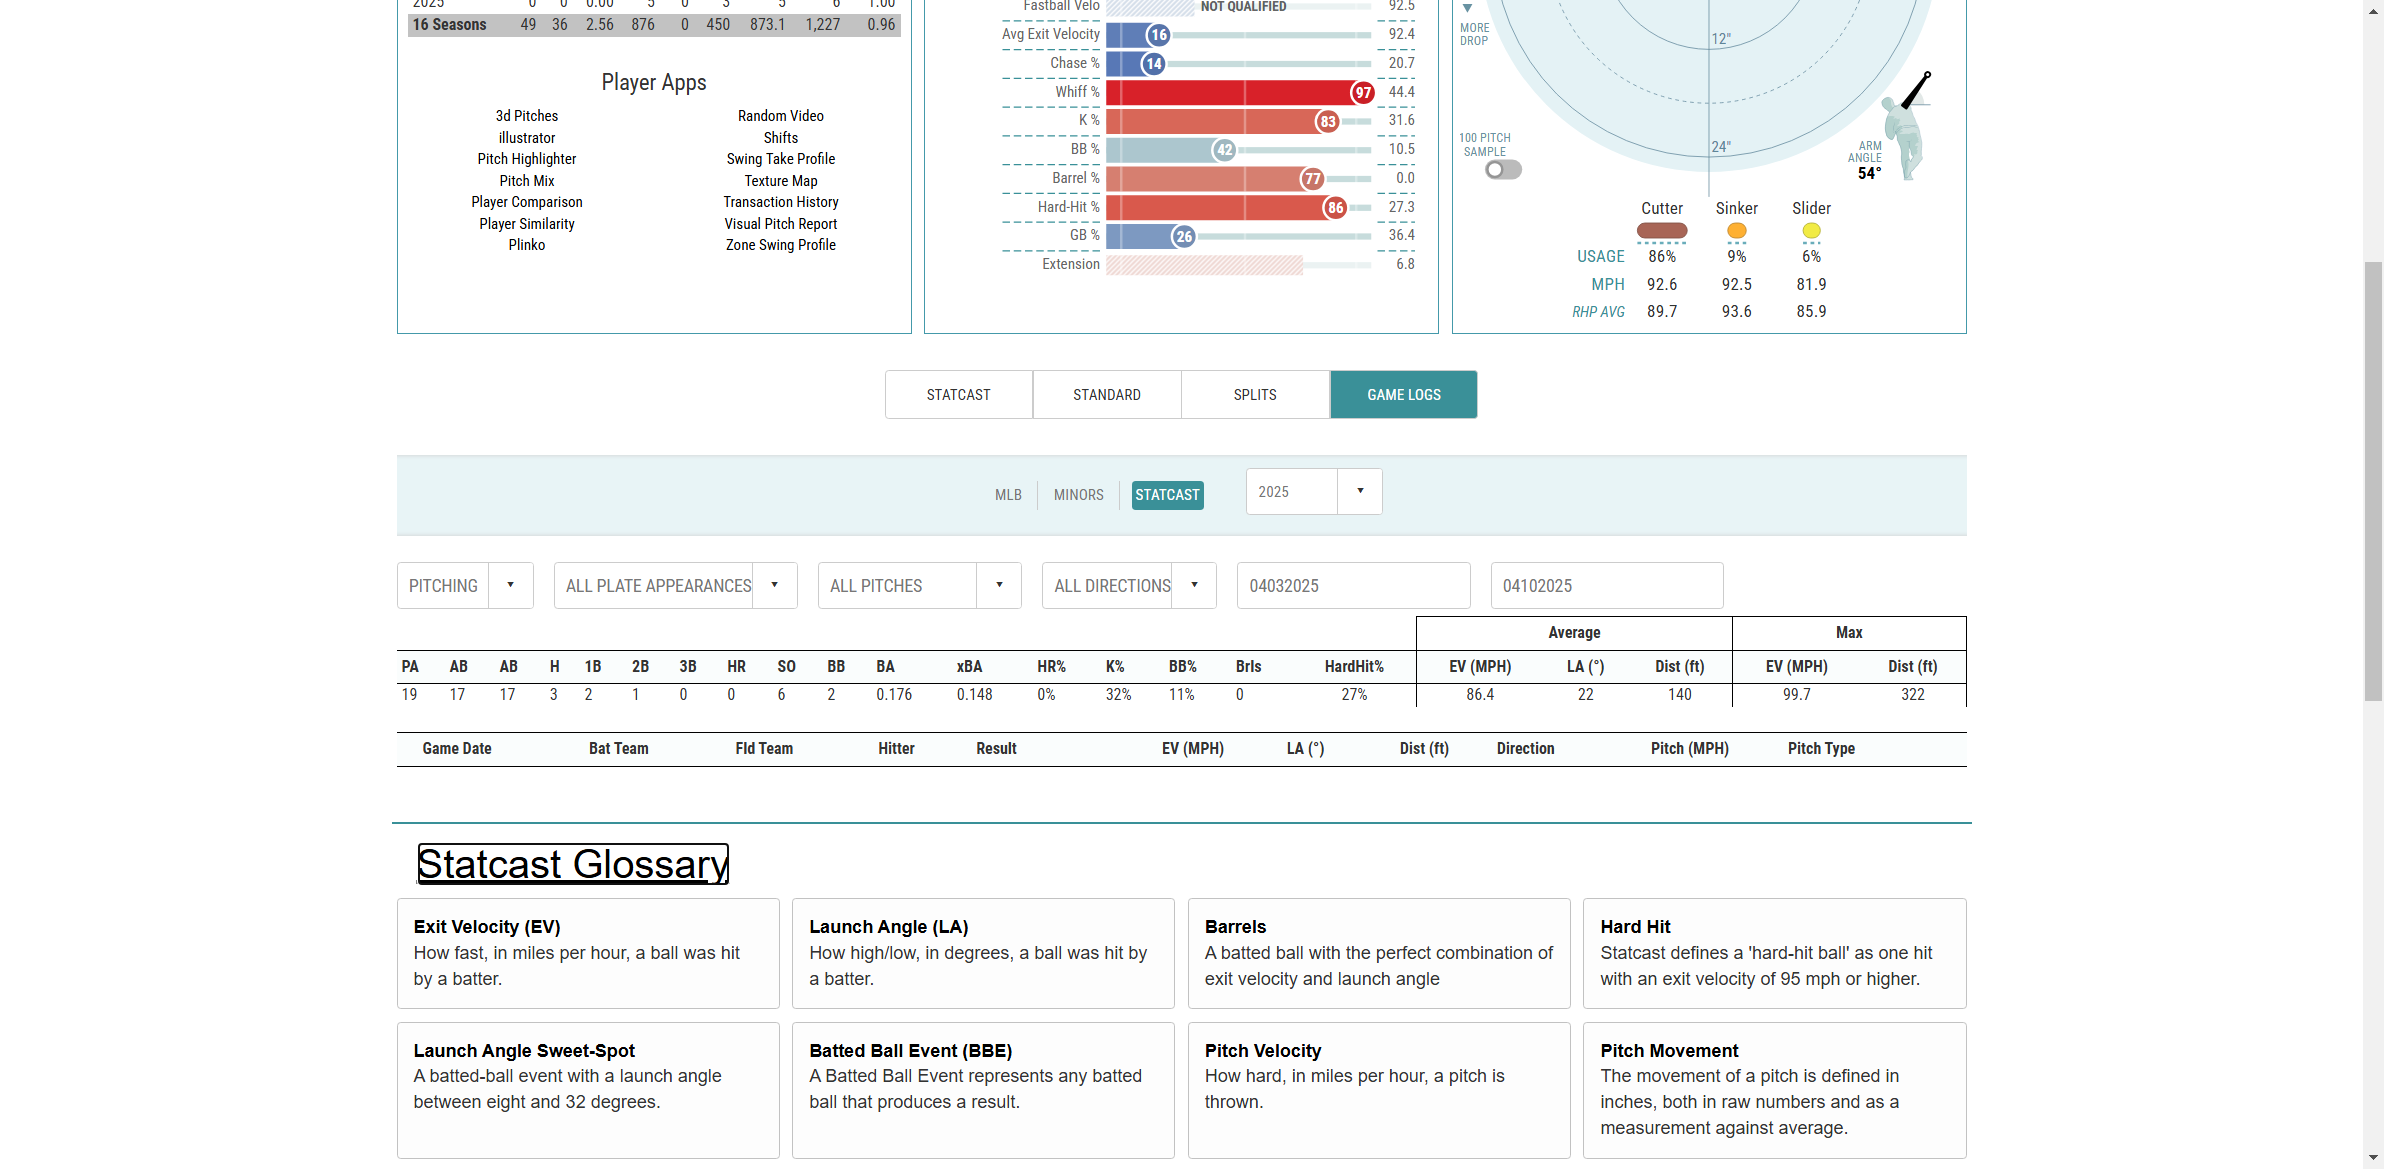 2025 0 0 0.00 5 0 3 5 6 1.00
16 Seasons 49 36 2.56 876 0 450 873.1 1,227 0.96
Player Apps
3d Pitches Random Video
illustrator Shifts
Pitch Highlighter Swing Take Profile
Pitch Mix Texture Map
Player Comparison Transaction History
Player Similarity Visual Pitch Report
Plinko Zone Swing Profile
Fastball Velo NOT QUALIFIED 92.5
Avg Exit Velocity 16 92.4
Chase % 14 20.7
Whiff % 97 44.4
K % 83 31.6
BB % 42 10.5
Barrel % 77 0.0
Hard-Hit % 86 27.3
GB % 26 36.4
Extension 6.8
MORE
DROP
12"
24"
100 PITCH
SAMPLE
ARM
ANGLE
54°
Cutter Sinker Slider
USAGE 86% 9% 6%
MPH 92.6 92.5 81.9
RHP AVG 89.7 93.6 85.9
STATCAST STANDARD SPLITS GAME LOGS
MLB MINORS STATCAST 2025
PITCHING ALL PLATE APPEARANCES ALL PITCHES ALL DIRECTIONS 04032025 04102025
Average Max
PA AB AB H 1B 2B 3B HR SO BB BA xBA HR% K% BB% Brls HardHit% EV (MPH) LA (°) Dist (ft) EV (MPH) Dist (ft)
19 17 17 3 2 1 0 0 6 2 0.176 0.148 0% 32% 11% 0 27% 86.4 22 140 99.7 322
Game Date Bat Team Fld Team Hitter Result EV (MPH) LA (°) Dist (ft) Direction Pitch (MPH) Pitch Type
Statcast Glossary
Exit Velocity (EV)
How fast, in miles per hour, a ball was hit
by a batter.
Launch Angle (LA)
How high/low, in degrees, a ball was hit by
a batter.
Barrels
A batted ball with the perfect combination of
exit velocity and launch angle
Hard Hit
Statcast defines a 'hard-hit ball' as one hit
with an exit velocity of 95 mph or higher.
Launch Angle Sweet-Spot
A batted-ball event with a launch angle
between eight and 32 degrees.
Batted Ball Event (BBE)
A Batted Ball Event represents any batted
ball that produces a result.
Pitch Velocity
How hard, in miles per hour, a pitch is
thrown.
Pitch Movement
The movement of a pitch is defined in
inches, both in raw numbers and as a
measurement against average.